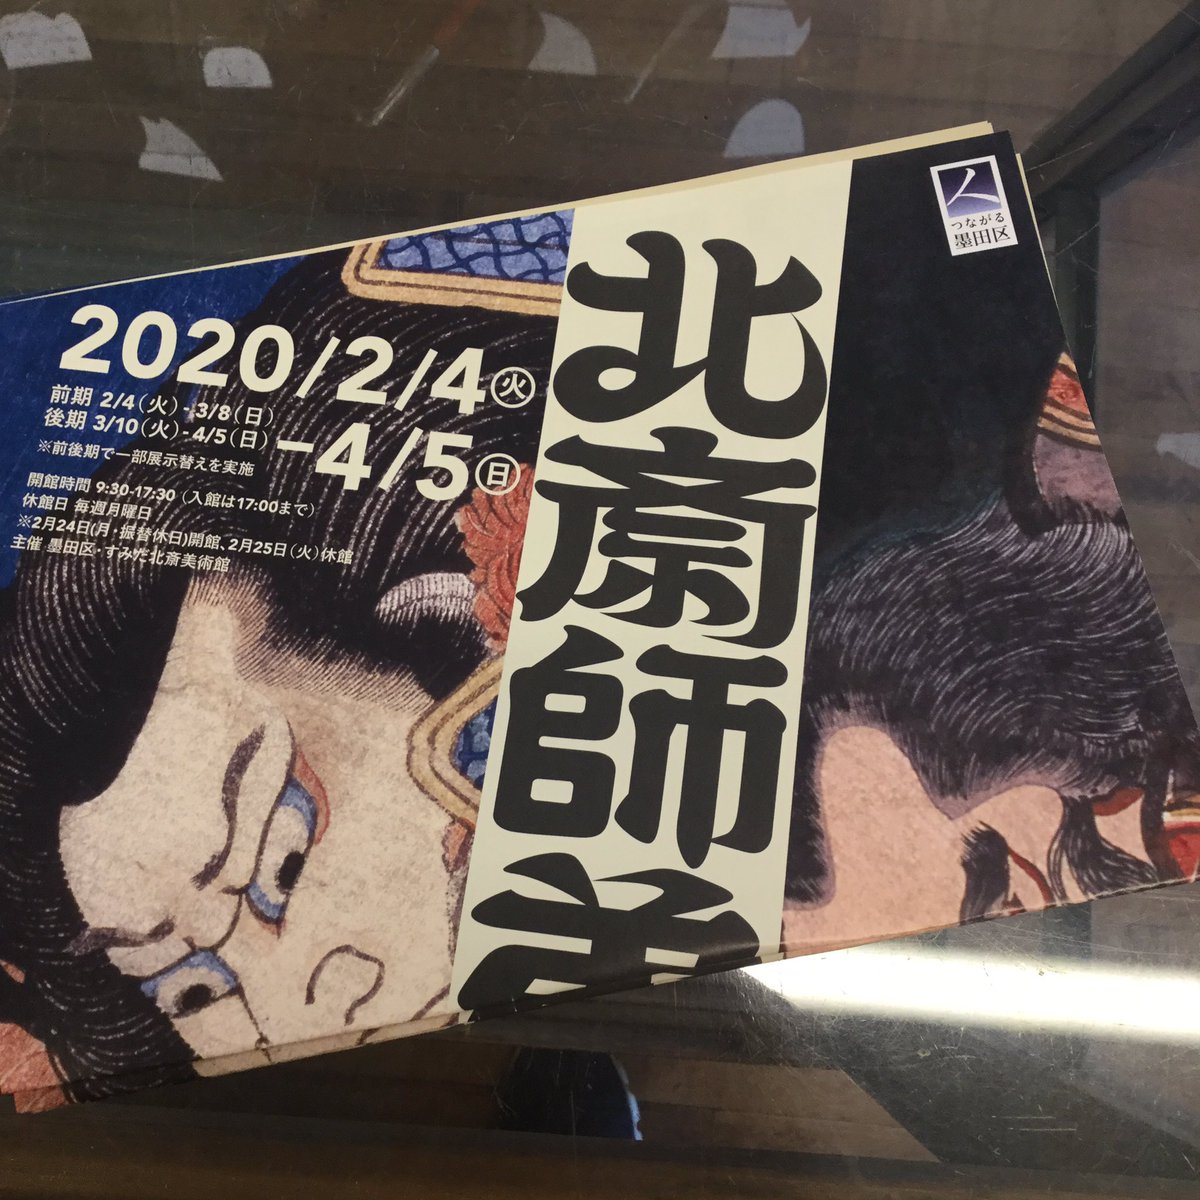 つながる
墨田区
北斎師弟
2020/2/4㊋
-4/5㊐
前期 2/4(火)-3/8(日)
後期 3/10(火)-4/5(日)
※前後期で一部展示替えを実施
開館時間 9:30-17:30 (入館は17:00まで)
休館日 毎週月曜日
※2月24日(月・振替休日)開館、2月25日(火)休館
主催 墨田区・すみだ北斎美術館